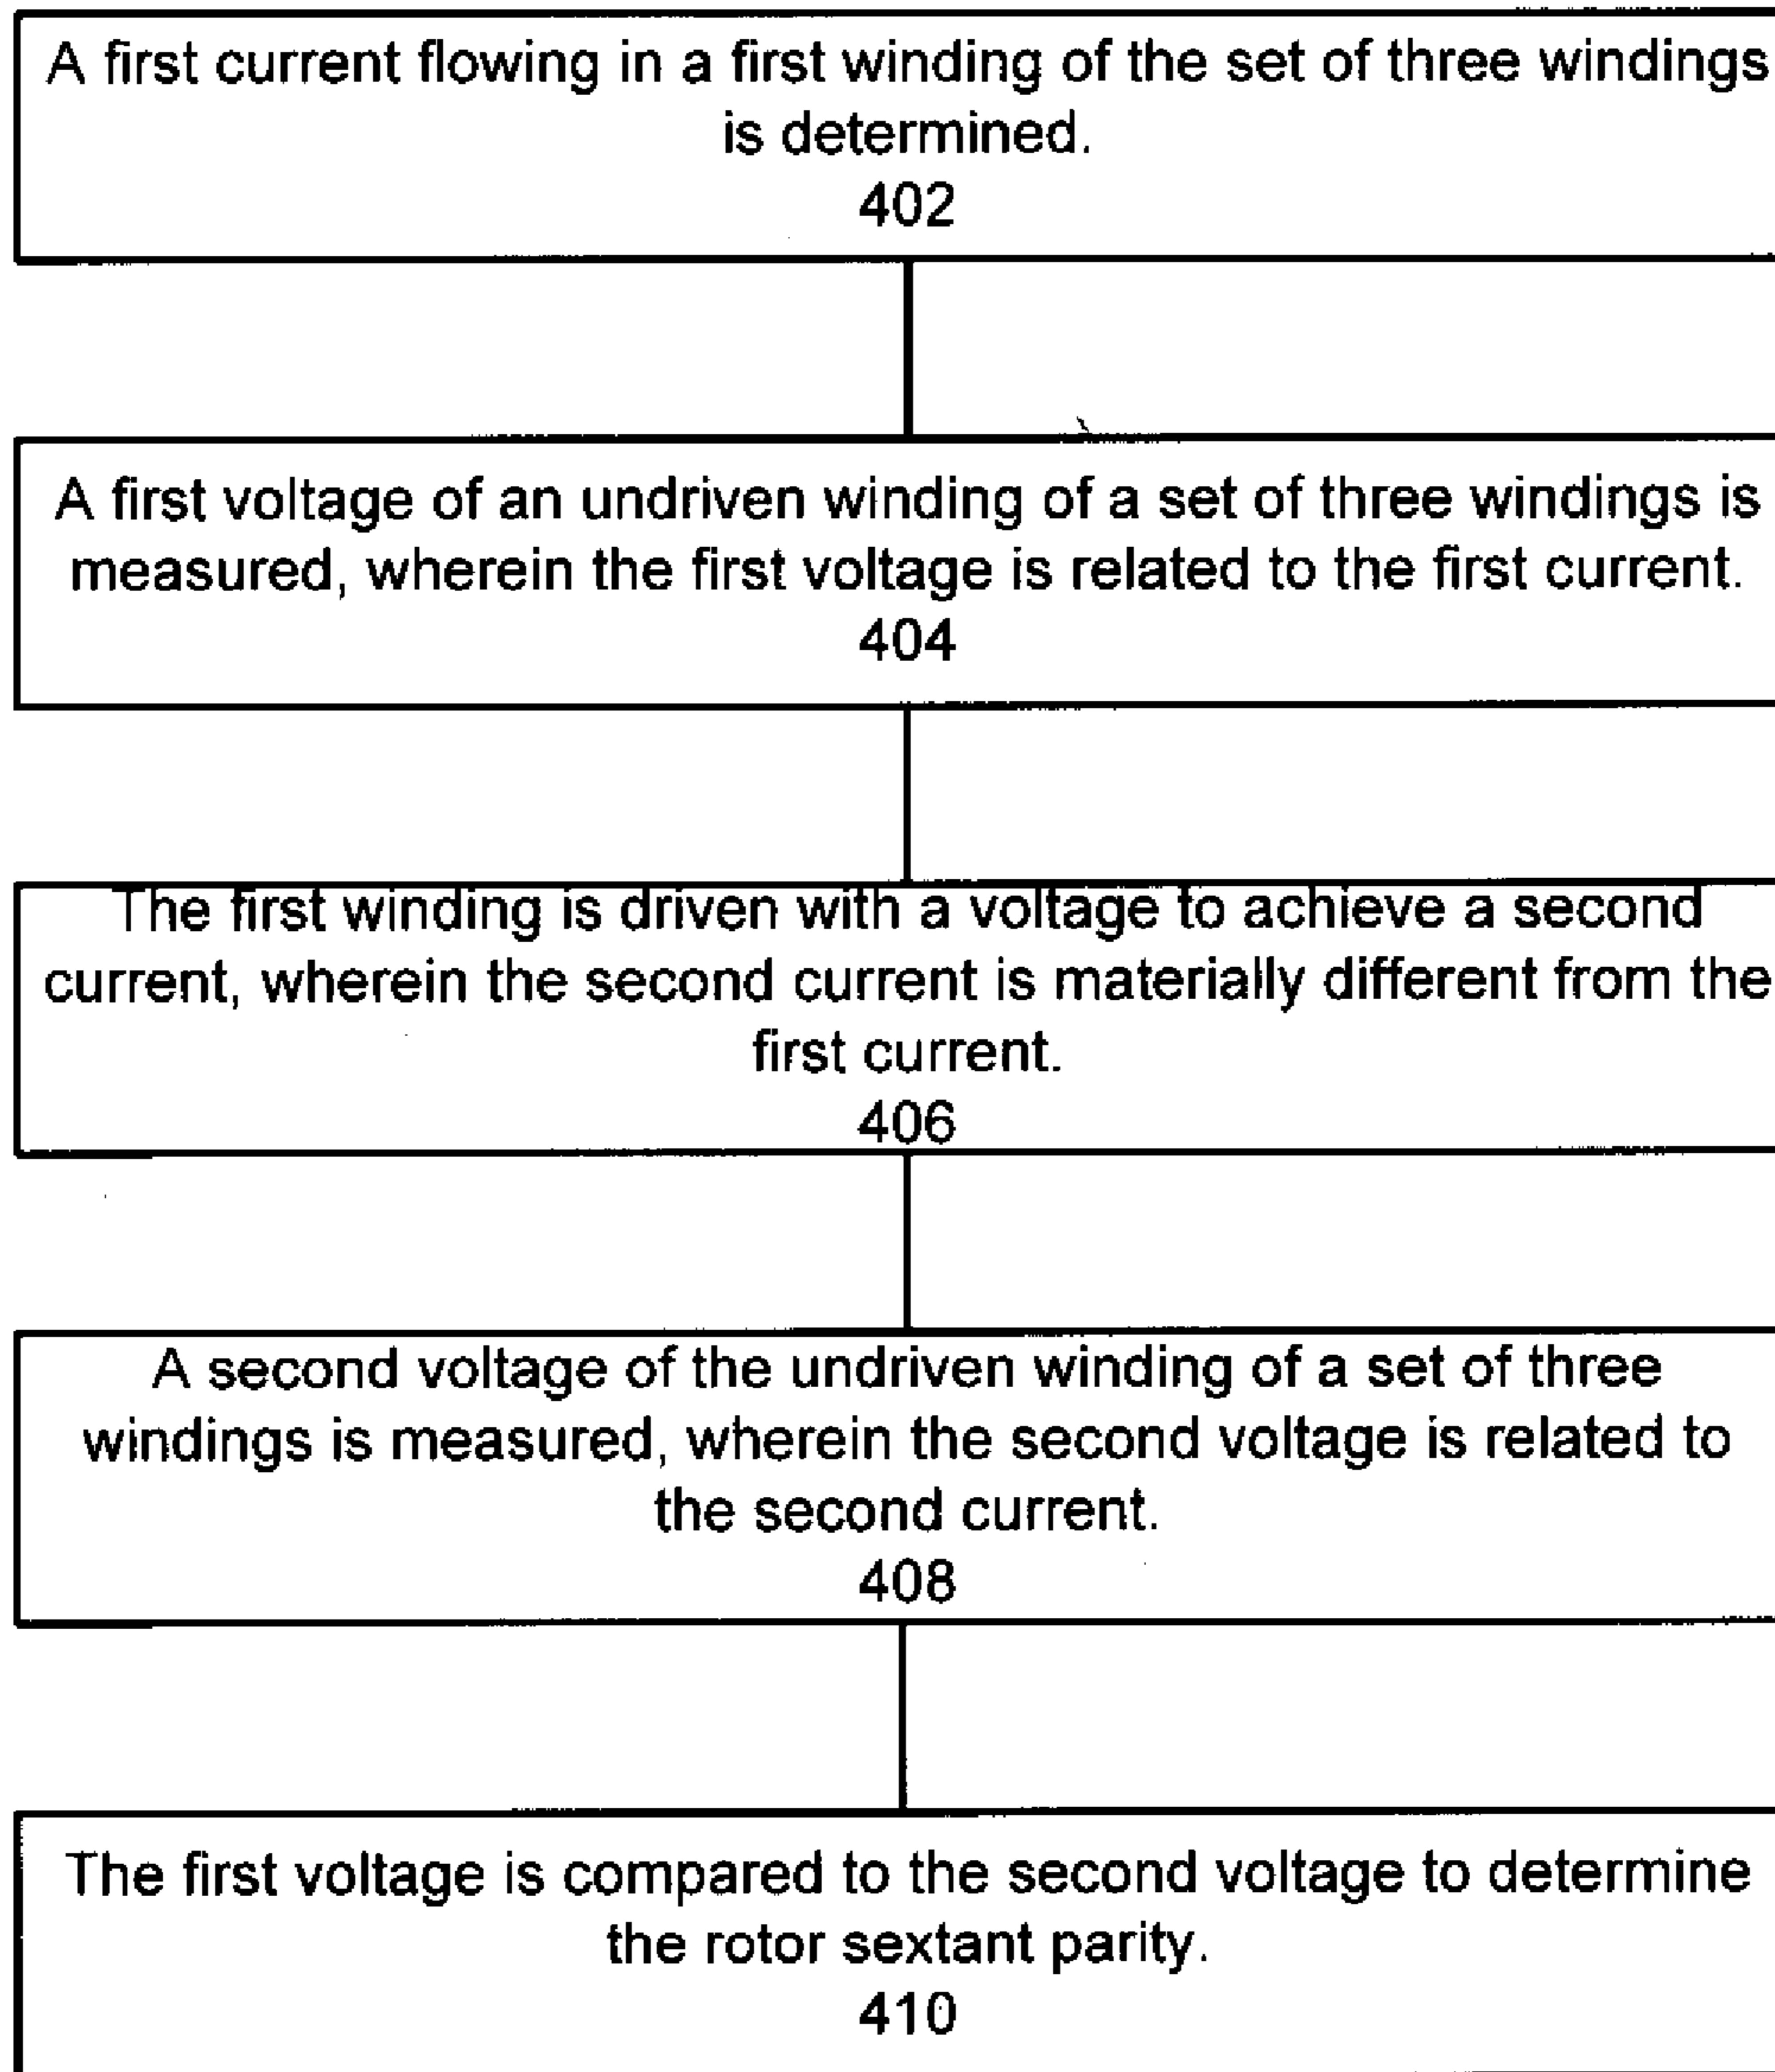 A first current flowing in a first winding of the set of three windings
is determined.
402
A first voltage of an undriven winding of a set of three windings is
measured, wherein the first voltage is related to the first current.
404
The first winding is driven with a voltage to achieve a second
current, wherein the second current is materially different from the
first current.
406
A second voltage of the undriven winding of a set of three
windings is measured, wherein the second voltage is related to
the second current.
408
The first voltage is compared to the second voltage to determine
the rotor sextant parity.
410